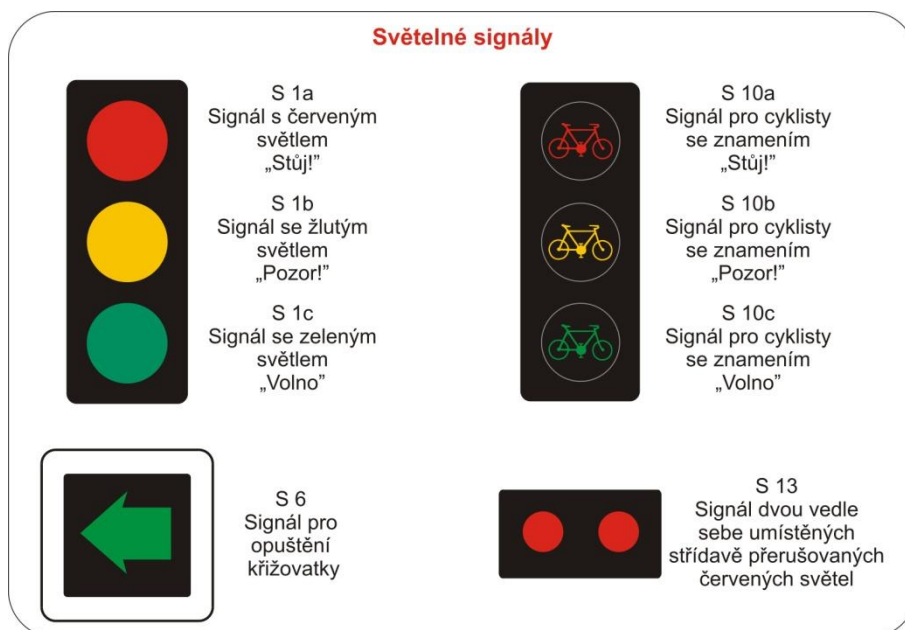 Světelné signály
S 1a
Signál s červeným
světlem
„Stůj!”
S 1b
Signál se žlutým
světlem
„Pozor!”
S 1c
Signál se zeleným
světlem
„Volno”
S 10a
Signál pro cyklisty
se znamením
„Stůj!”
S 10b
Signál pro cyklisty
se znamením
„Pozor!”
S 10c
Signál pro cyklisty
se znamením
„Volno”
S 6
Signál pro
opuštění
křižovatky
S 13
Signál dvou vedle
sebe umístěných
střídavě přerušovaných
červených světel